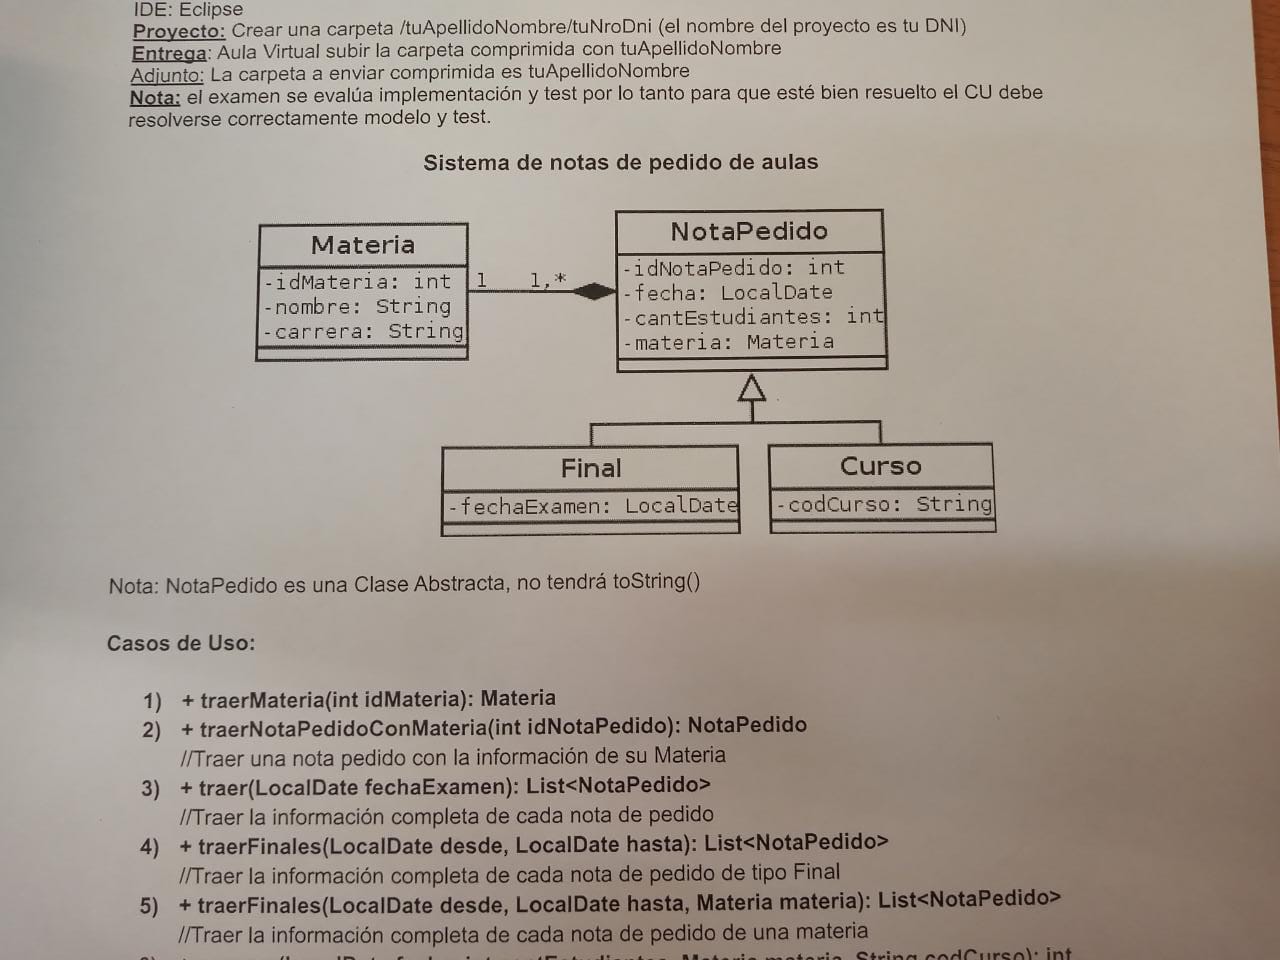 IDE: Eclipse
Proyecto: Crear una carpeta /tuApellidoNombre/tuNroDni (el nombre del proyecto es tu DNI)
Entrega: Aula Virtual subir la carpeta comprimida con tuApellidoNombre
Adjunto: La carpeta a enviar comprimida es tuApellidoNombre
Nota: el examen se evalúa implementación y test por lo tanto para que esté bien resuelto el CU debe
resolverse correctamente modelo y test.
Sistema de notas de pedido de aulas
Materia
-idMateria: int
-nombre: String
-carrera: String
1 1,*
NotaPedido
-idNotaPedido: int
-fecha: LocalDate
-cantEstudiantes: int
-materia: Materia
Final
-fechaExamen: LocalDate
Curso
-codCurso: String
Nota: NotaPedido es una Clase Abstracta, no tendrá toString()
Casos de Uso:
1) + traerMateria(int idMateria): Materia
2) + traerNotaPedidoConMateria(int idNotaPedido): NotaPedido
//Traer una nota pedido con la información de su Materia
3) + traer(LocalDate fechaExamen): List<NotaPedido>
//Traer la información completa de cada nota de pedido
4) + traerFinales(LocalDate desde, LocalDate hasta): List<NotaPedido>
//Traer la información completa de cada nota de pedido de tipo Final
5) + traerFinales(LocalDate desde, LocalDate hasta, Materia materia): List<NotaPedido>
//Traer la información completa de cada nota de pedido de una materia
Materia materia, String codCurso): int